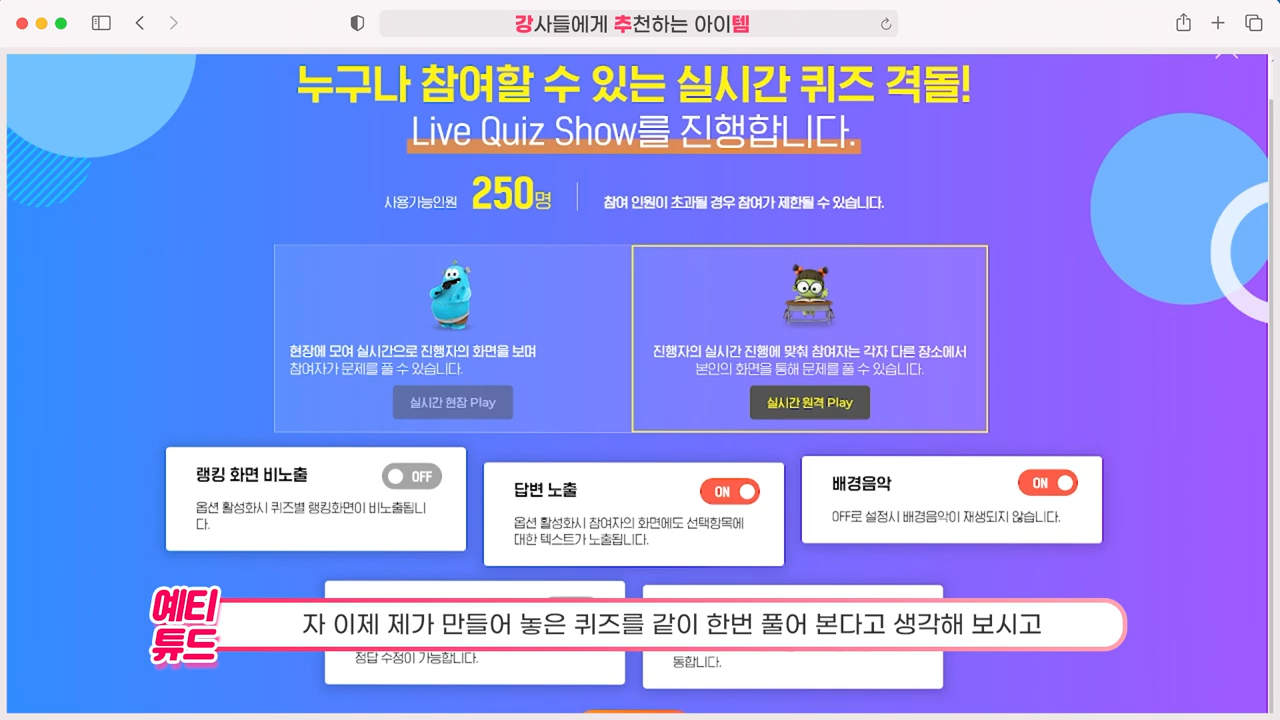 강사들에게 추천하는 아이템
누구나 참여할 수 있는 실시간 퀴즈 격돌!
Live Quiz Show를 진행합니다.
사용가능인원 250명
참여 인원이 초과될 경우 참여가 제한될 수 있습니다.
현장에 모여 실시간으로 진행자의 화면을 보며
참여자가 문제를 풀 수 있습니다.
실시간 현장 Play
진행자의 실시간 진행에 맞춰 참여자는 각자 다른 장소에서
본인의 화면을 통해 문제를 풀 수 있습니다.
실시간 원격 Play
랭킹 화면 비노출
OFF
옵션 활성화시 퀴즈별 랭킹화면이 비노출됩니
다.
답변 노출
ON
옵션 활성화시 참여자의 화면에도 선택항목에
대한 텍스트가 노출됩니다.
배경음악
ON
OFF로 설정시 배경음악이 재생되지 않습니다.
예티
튜드
자 이제 제가 만들어 놓은 퀴즈를 같이 한번 풀어 본다고 생각해 보시고
정답 수정이 가능합니다.
동합니다.